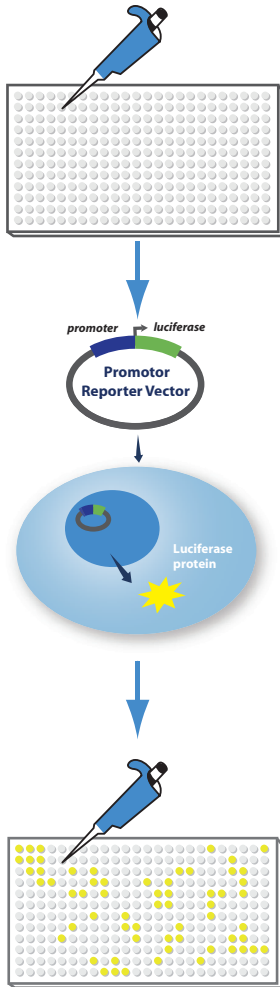 promoter luciferase
Promotor
Reporter Vector
Luciferase
protein